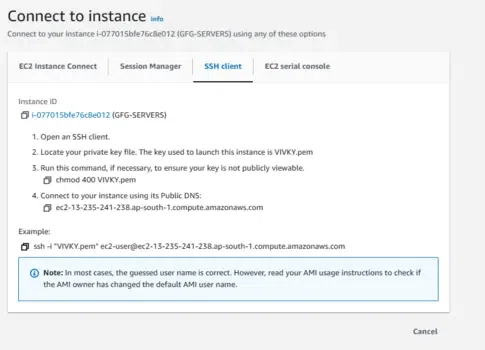 Connect to instance info
Connect to your instance i-077015bfe76c8e012 (GFG-SERVERS) using any of these options
EC2 Instance Connect
Session Manager
SSH client
EC2 serial console
Instance ID
i-077015bfe76c8e012 (GFG-SERVERS)
1. Open an SSH client.
2. Locate your private key file. The key used to launch this instance is VIVKY.pem
3. Run this command, if necessary, to ensure your key is not publicly viewable.
chmod 400 VIVKY.pem
4. Connect to your instance using its Public DNS:
ec2-13-235-241-238.ap-south-1.compute.amazonaws.com
Example:
ssh -i "VIVKY.pem" ec2-user@ec2-13-235-241-238.ap-south-1.compute.amazonaws.com
Note: In most cases, the guessed user name is correct. However, read your AMI usage instructions to check if
the AMI owner has changed the default AMI user name.
Cancel